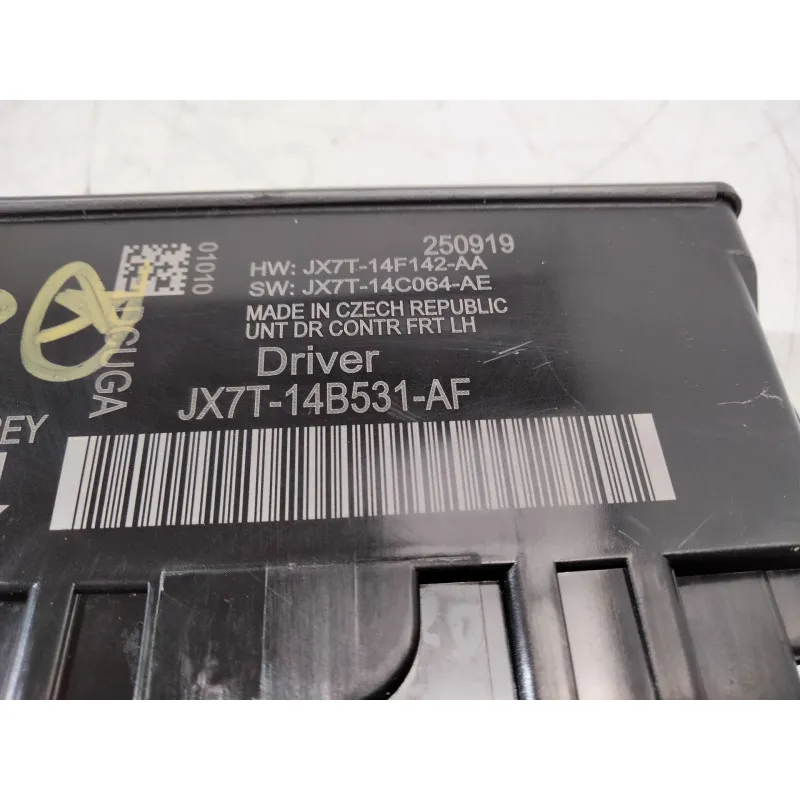 250919
01010
HW: JX7T-14F142-AA
SW: JX7T-14C064-AE
MADE IN CZECH REPUBLIC
UNT DR CONTR FRT LH
Driver
JX7T-14B531-AF